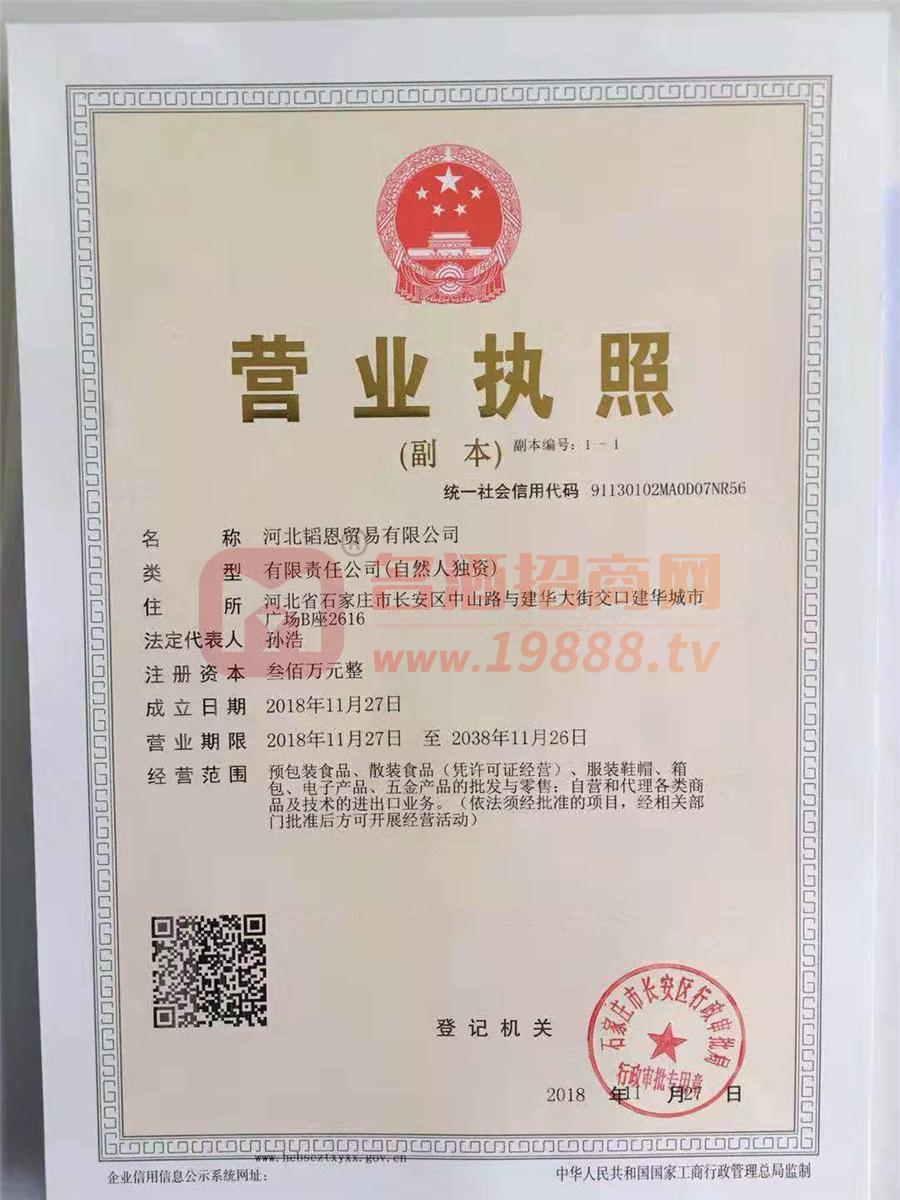 营业执照
(副 本) 副本编号：1－1
统一社会信用代码 91130102MA0D07NR56
名 称 河北韬恩贸易有限公司
类 型 有限责任公司(自然人独资)
住 所 河北省石家庄市长安区中山路与建华大街交口建华城市
广场B座2616
法定代表人 孙浩
注册资本 叁佰万元整
成立日期 2018年11月27日
营业期限 2018年11月27日 至 2038年11月26日
经营范围 预包装食品、散装食品（凭许可证经营）、服装鞋帽、箱
包、电子产品、五金产品的批发与零售；自营和代理各类商
品及技术的进出口业务。（依法须经批准的项目，经相关部
门批准后方可开展经营活动）
®名酒招商网
www.19888.tv
登记机关
石家庄市长安区行政审批局
行政审批专用章
2018 年11 月27 日
www.hebscztxyxx.gov.cn
企业信用信息公示系统网址：
中华人民共和国国家工商行政管理总局监制